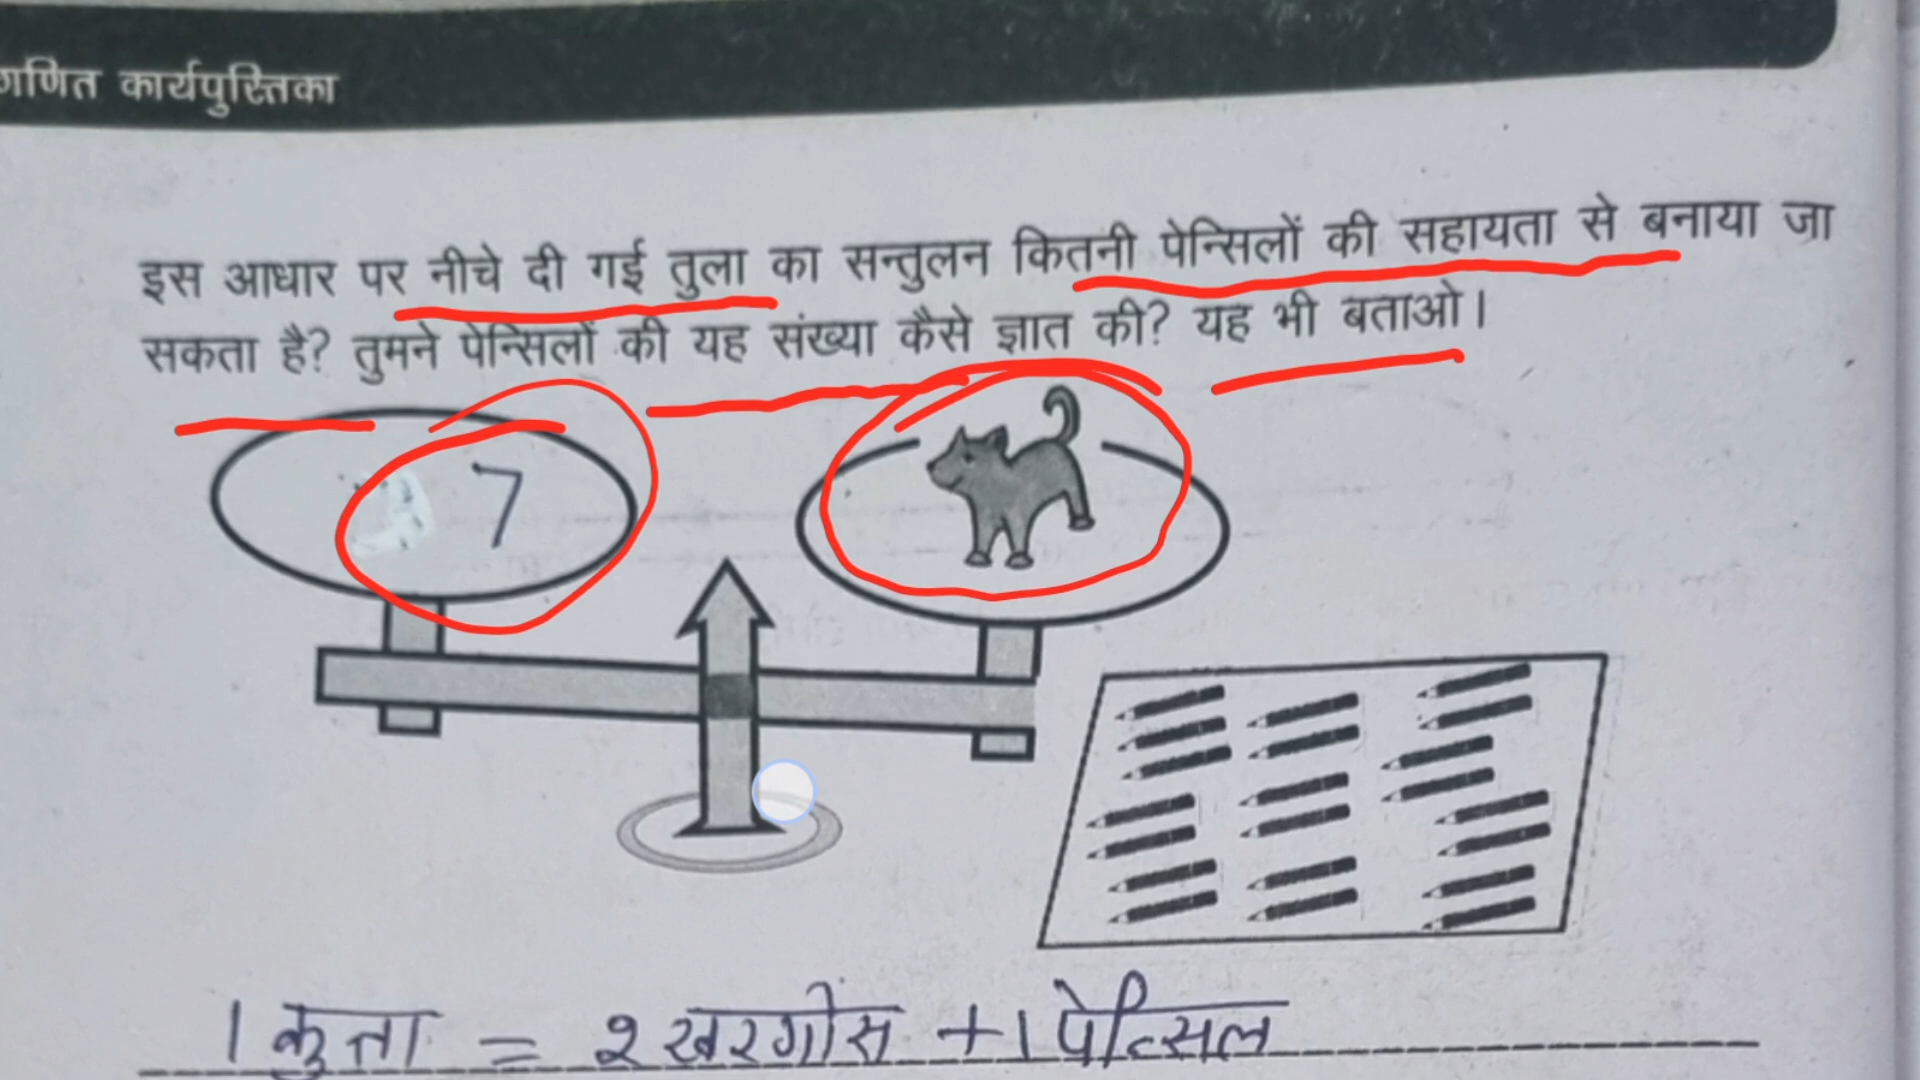 गणित कार्यपुस्तिका
इस आधार पर नीचे दी गई तुला का सन्तुलन कितनी पेन्सिलों की सहायता से बनाया जा
सकता है? तुमने पेन्सिलों की यह संख्या कैसे ज्ञात की? यह भी बताओ।
7
1 कुत्ता = 2 खरगोस + 1 पेन्सिल